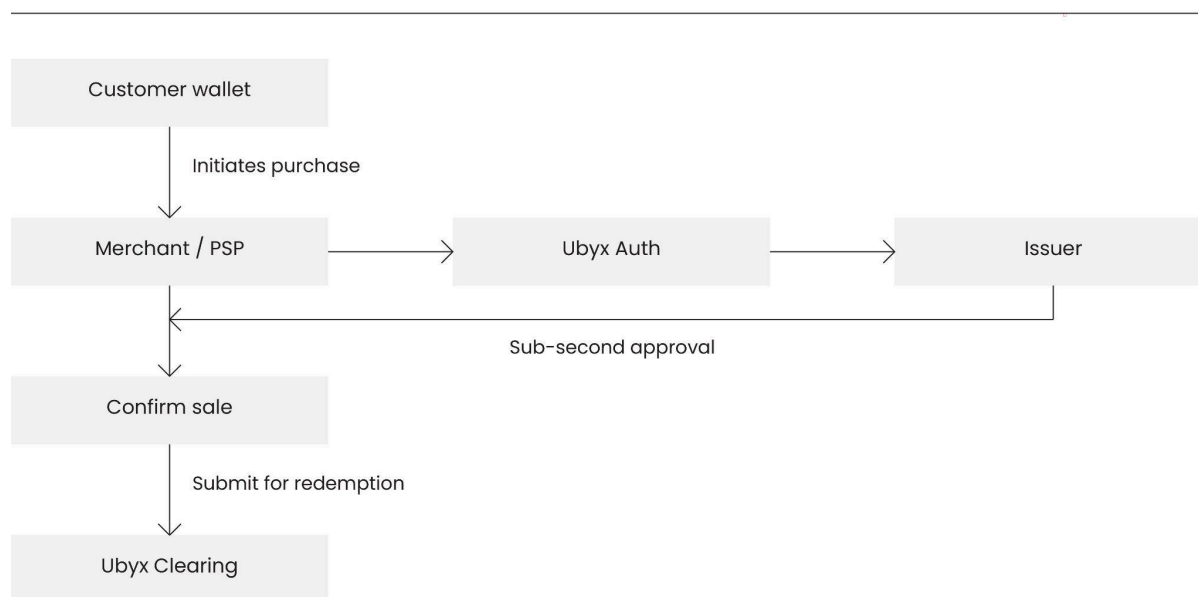 Customer wallet
Initiates purchase
Merchant / PSP
Ubyx Auth
Issuer
Sub-second approval
Confirm sale
Submit for redemption
Ubyx Clearing